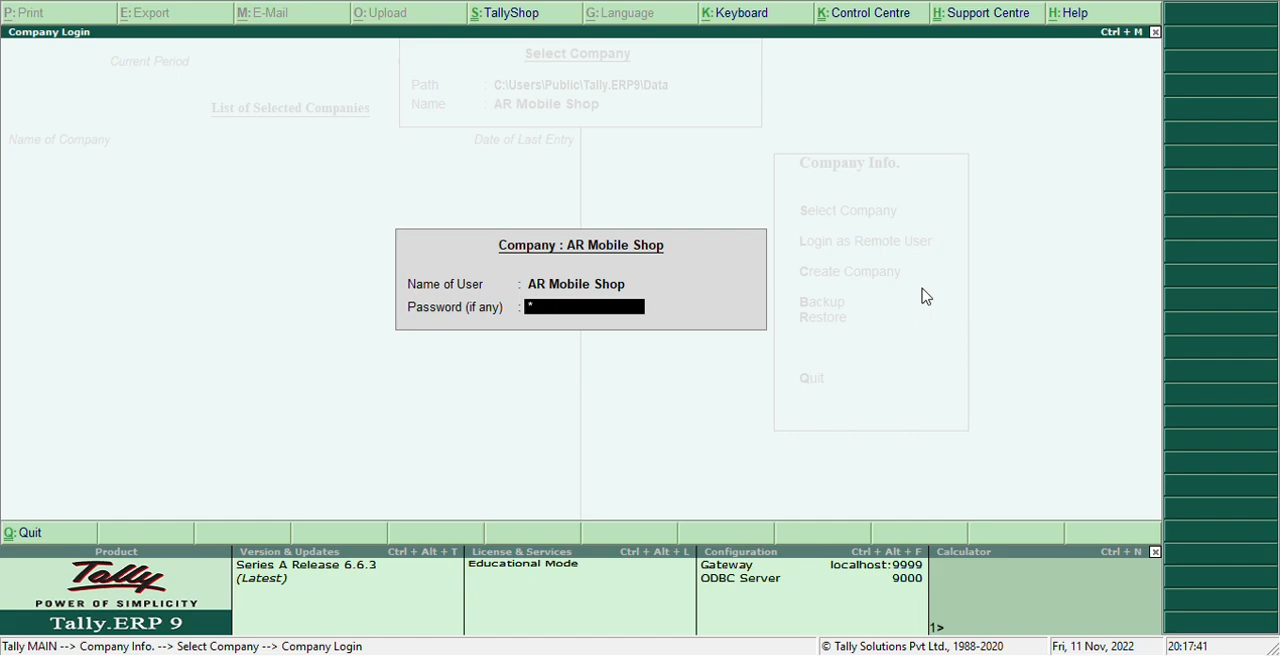 P: Print E: Export M: E-Mail O: Upload S: TallyShop G: Language K: Keyboard K: Control Centre H: Support Centre H: Help
Company Login Ctrl + M
Current Period
Select Company
Path : C:\Users\Public\Tally.ERP9\Data
Name : AR Mobile Shop
List of Selected Companies
Name of Company Date of Last Entry
Company Info.
Select Company
Login as Remote User
Create Company
Backup
Restore
Quit
Company : AR Mobile Shop
Name of User : AR Mobile Shop
Password (if any) : *
Q: Quit
Product Version & Updates Ctrl + Alt + T License & Services Ctrl + Alt + L Configuration Ctrl + Alt + F Calculator Ctrl + N
Tally
POWER OF SIMPLICITY
Tally.ERP 9
Series A Release 6.6.3
(Latest)
Educational Mode
Gateway localhost:9999
ODBC Server 9000
1>
Tally MAIN --> Company Info. --> Select Company --> Company Login © Tally Solutions Pvt Ltd., 1988-2020 Fri, 11 Nov, 2022 20:17:41